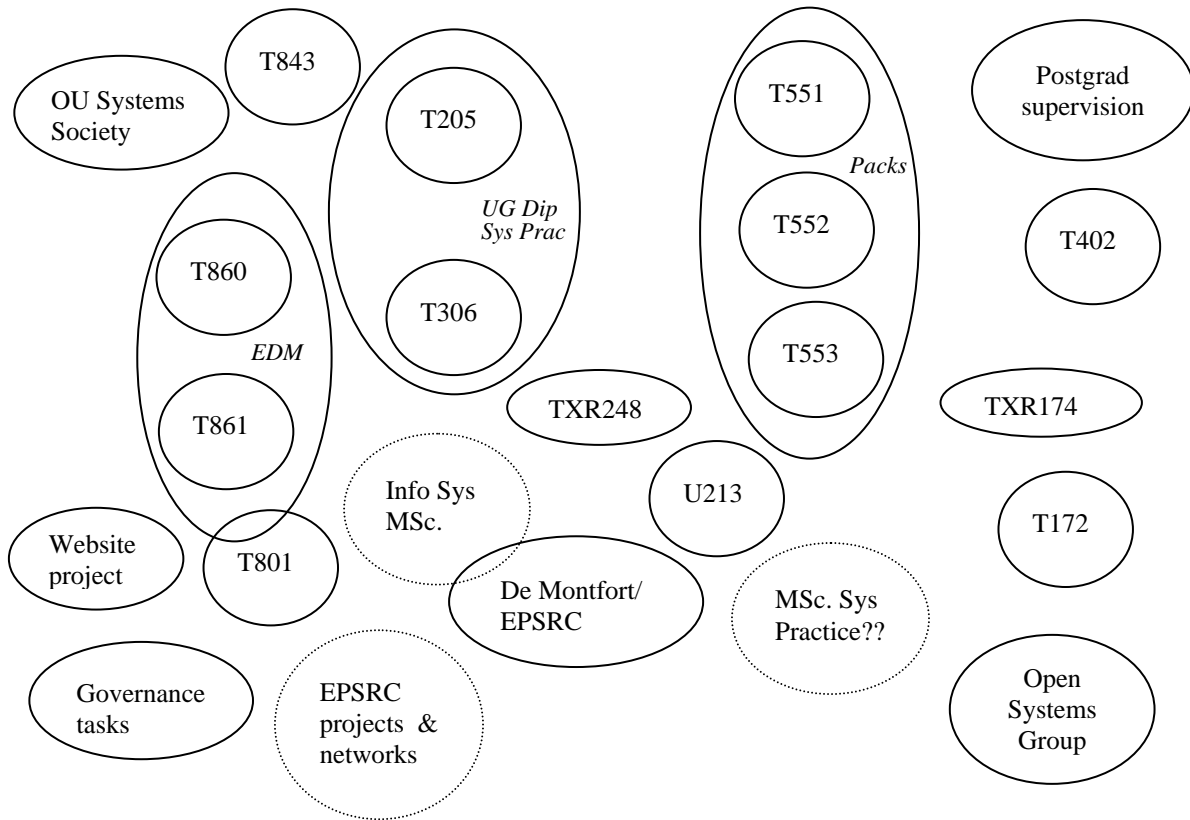 T843
OU Systems
Society
T205
UG Dip
Sys Prac
T306
T551
Packs
T552
T553
Postgrad
supervision
T402
T860
EDM
T861
TXR248
TXR174
Info Sys
MSc.
U213
T172
Website
project
T801
De Montfort/
EPSRC
MSc. Sys
Practice??
Governance
tasks
EPSRC
projects &
networks
Open
Systems
Group